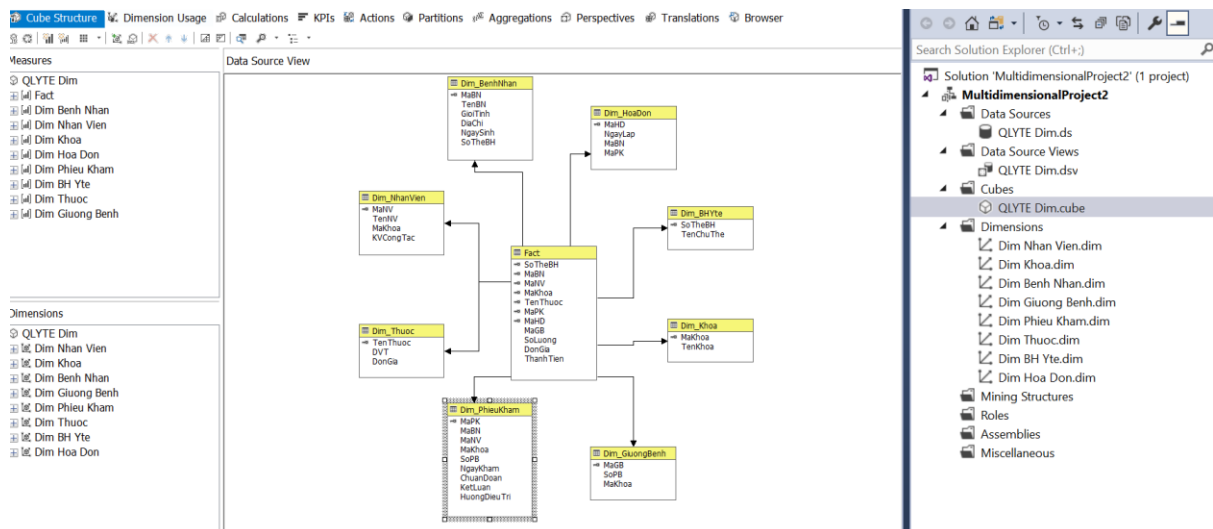 Cube Structure Dimension Usage Calculations KPIs Actions Partitions Aggregations Perspectives Translations Browser
Measures
QLYTE Dim
Fact
Dim Benh Nhan
Dim Nhan Vien
Dim Khoa
Dim Hoa Don
Dim Phieu Kham
Dim BH Yte
Dim Thuoc
Dim Giuong Benh
Dimensions
QLYTE Dim
Dim Nhan Vien
Dim Khoa
Dim Benh Nhan
Dim Giuong Benh
Dim Phieu Kham
Dim Thuoc
Dim BH Yte
Dim Hoa Don
Data Source View
Dim_BenhNhan
MaBN
TenBN
GioiTinh
DiaChi
NgaySinh
SoTheBH
Dim_HoaDon
MaHD
NgayLap
MaBN
MaPK
Dim_NhanVien
MaNV
TenNV
MaKhoa
KVCongTac
Dim_BHYte
SoTheBH
TenChuThe
Fact
SoTheBH
MaBN
MaNV
MaKhoa
TenThuoc
MaPK
MaHD
MaGB
SoLuong
DonGia
ThanhTien
Dim_Thuoc
TenThuoc
DVT
DonGia
Dim_Khoa
MaKhoa
TenKhoa
Dim_PhieuKham
MaPK
MaBN
MaNV
MaKhoa
SoPB
NgayKham
ChuanDoan
KetLuan
HuongDieuTri
Dim_GiuongBenh
MaGB
SoPB
MaKhoa
Search Solution Explorer (Ctrl+;)
Solution 'MultidimensionalProject2' (1 project)
MultidimensionalProject2
Data Sources
QLYTE Dim.ds
Data Source Views
QLYTE Dim.dsv
Cubes
QLYTE Dim.cube
Dimensions
Dim Nhan Vien.dim
Dim Khoa.dim
Dim Benh Nhan.dim
Dim Giuong Benh.dim
Dim Phieu Kham.dim
Dim Thuoc.dim
Dim BH Yte.dim
Dim Hoa Don.dim
Mining Structures
Roles
Assemblies
Miscellaneous